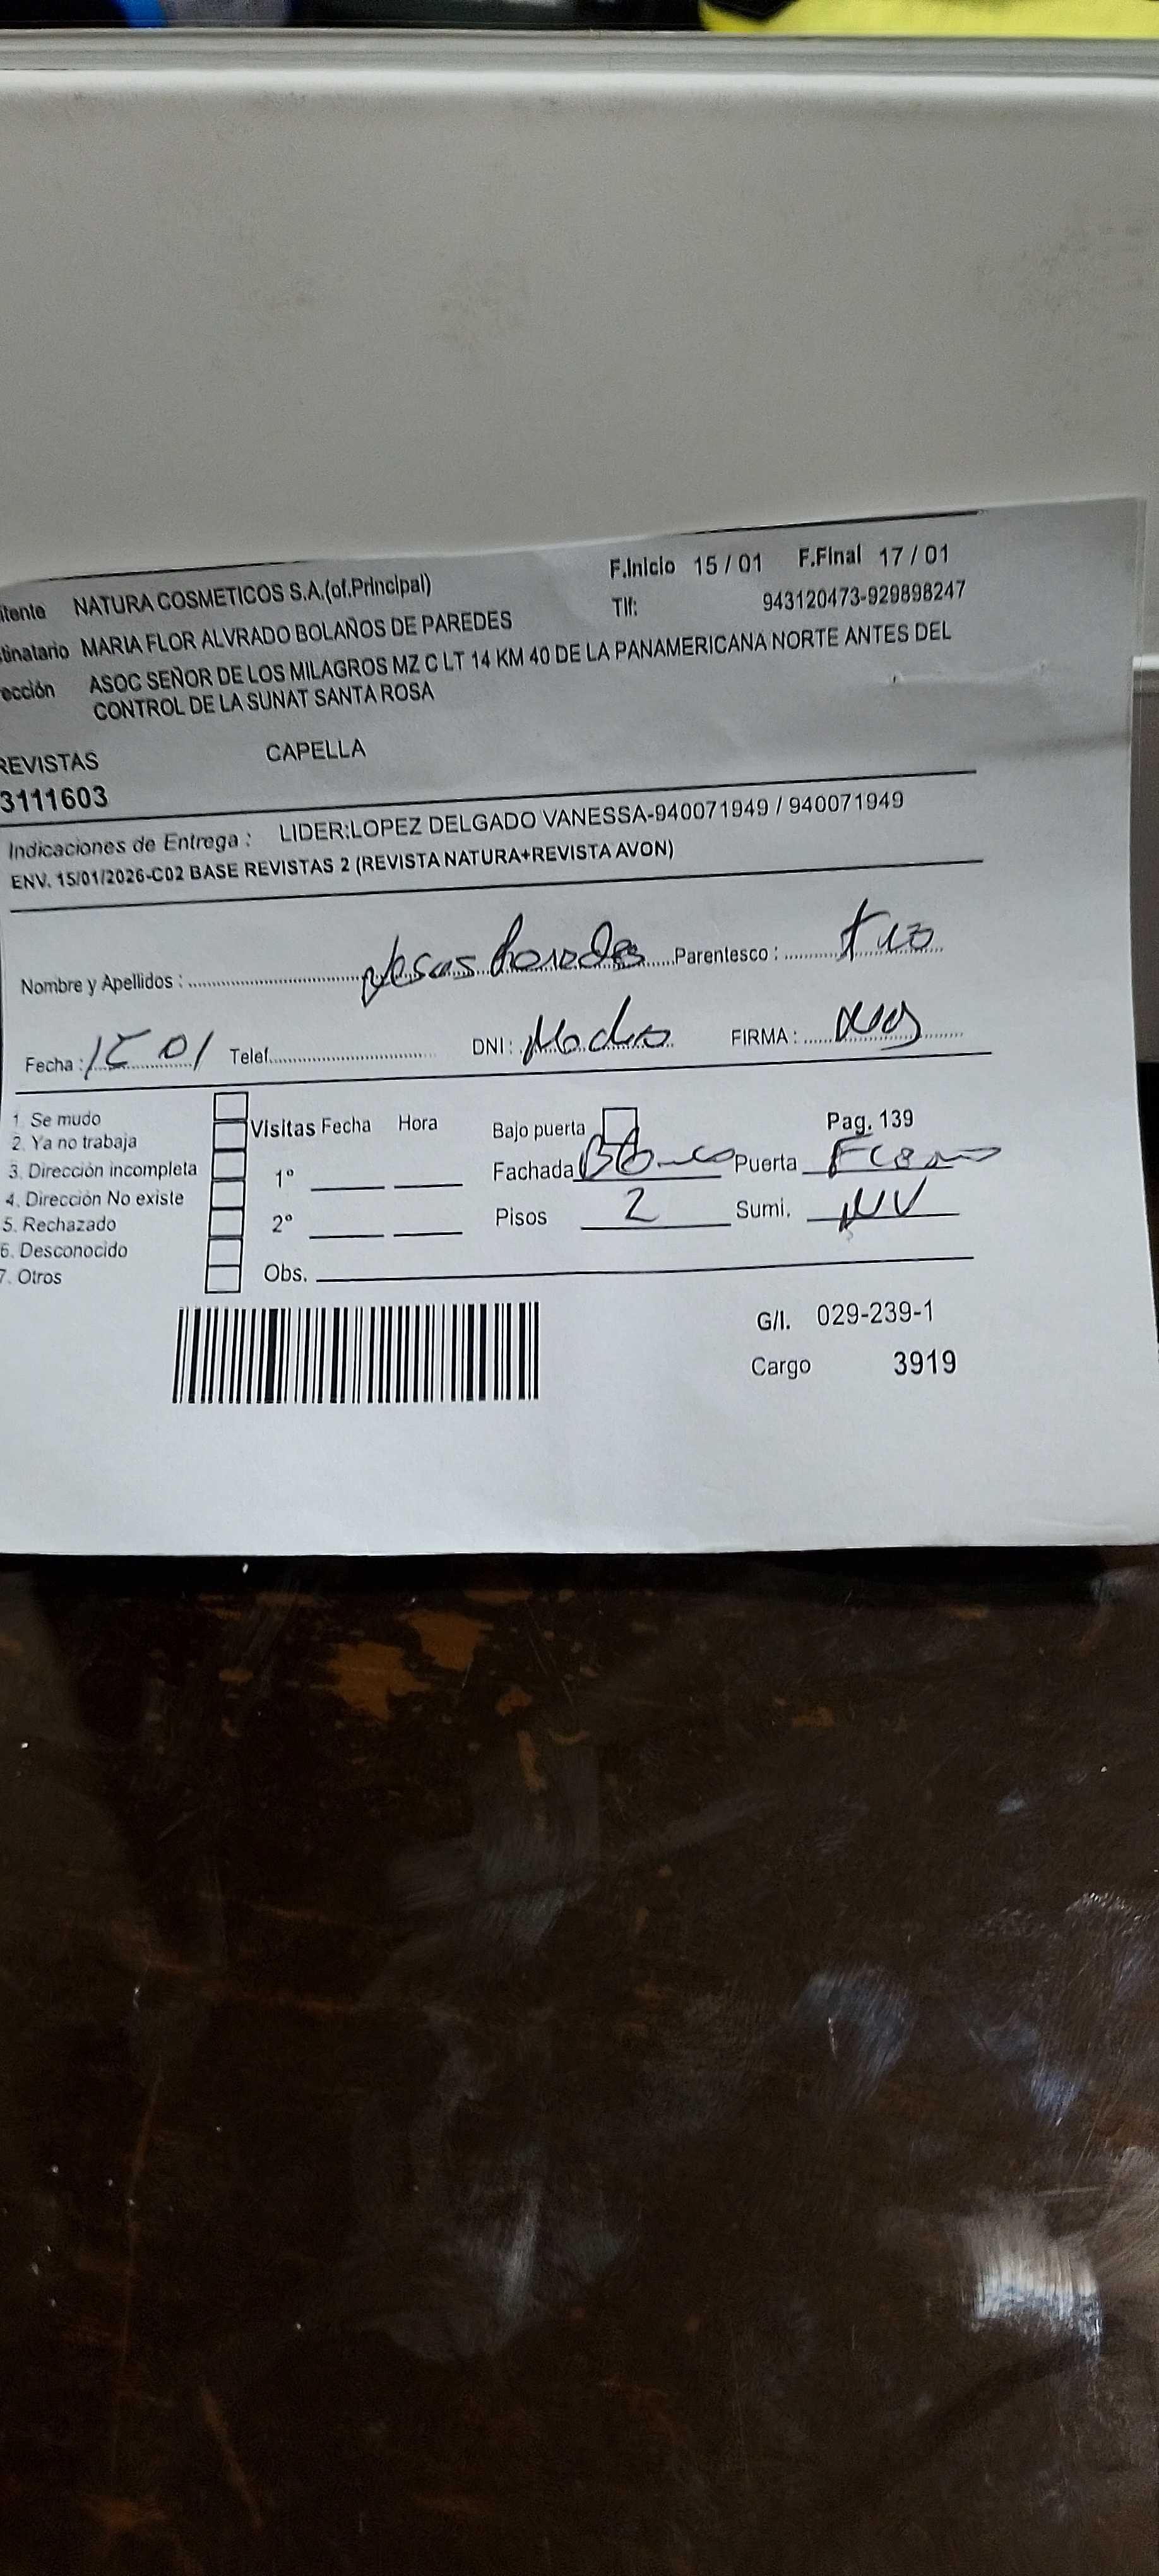 itente NATURA COSMETICOS S.A.(of.Principal) F.Inicio 15 / 01 F.Final 17 / 01
tinatario MARIA FLOR ALVRADO BOLAÑOS DE PAREDES Tlf: 943120473-929898247
ección ASOC SEÑOR DE LOS MILAGROS MZ C LT 14 KM 40 DE LA PANAMERICANA NORTE ANTES DEL
CONTROL DE LA SUNAT SANTA ROSA
REVISTAS CAPELLA
3111603
Indicaciones de Entrega : LIDER:LOPEZ DELGADO VANESSA-940071949 / 940071949
ENV. 15/01/2026-C02 BASE REVISTAS 2 (REVISTA NATURA+REVISTA AVON)
Nombre y Apellidos : Paredes Parentesco :
Fecha : 15 01 Telef. DNI : FIRMA :
1. Se mudo Visitas Fecha Hora Bajo puerta Pag. 139
2. Ya no trabaja
3. Dirección incompleta 1° Fachada Blanco Puerta
4. Dirección No existe
5. Rechazado 2° Pisos 2 Sumi. NV
6. Desconocido
7. Otros Obs.
G/I. 029-239-1
Cargo 3919